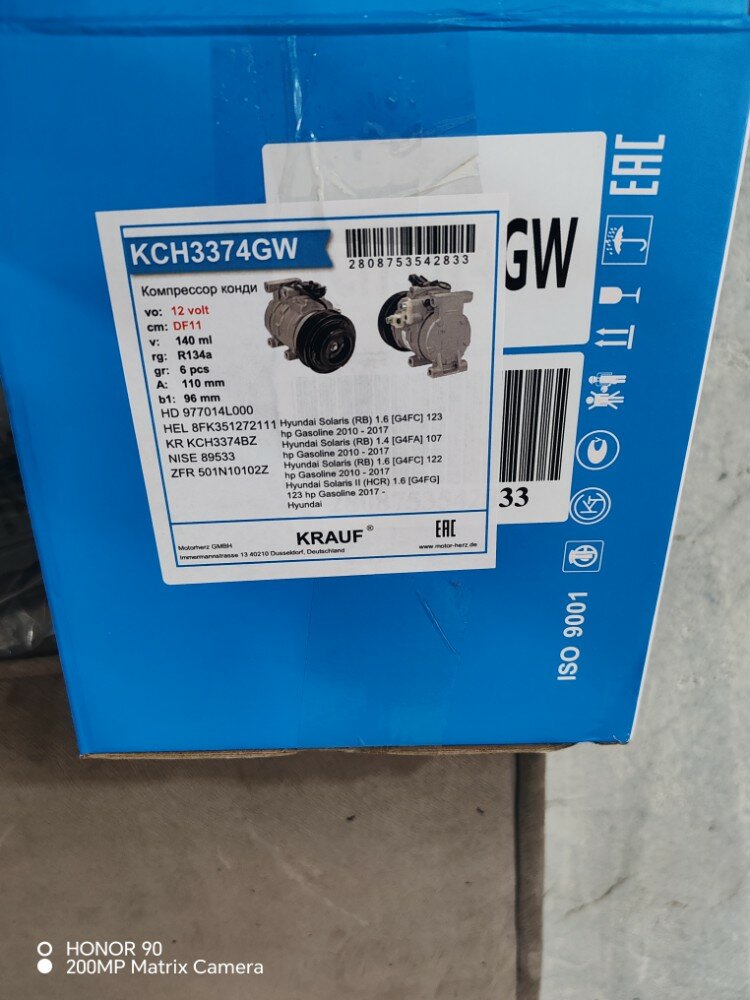 EAC
GW
KCH3374GW
2808753542833
Компрессор конди
vo: 12 volt
cm: DF11
v: 140 ml
rg: R134a
gr: 6 pcs
A: 110 mm
b1: 96 mm
HD 977014L000
HEL 8FK351272111
KR KCH3374BZ
NISE 89533
ZFR 501N10102Z
Hyundai Solaris (RB) 1.6 [G4FC] 123
hp Gasoline 2010 - 2017
Hyundai Solaris (RB) 1.4 [G4FA] 107
hp Gasoline 2010 - 2017
Hyundai Solaris (RB) 1.6 [G4FC] 122
hp Gasoline 2010 - 2017
Hyundai Solaris II (HCR) 1.6 [G4FG]
123 hp Gasoline 2017 -
Hyundai
Motorherz GMBH
Immermannstrasse 13 40210 Dusseldorf, Deutschland
KRAUF ®
EAC
www.motor-herz.de
33
ISO 9001
HONOR 90
200MP Matrix Camera